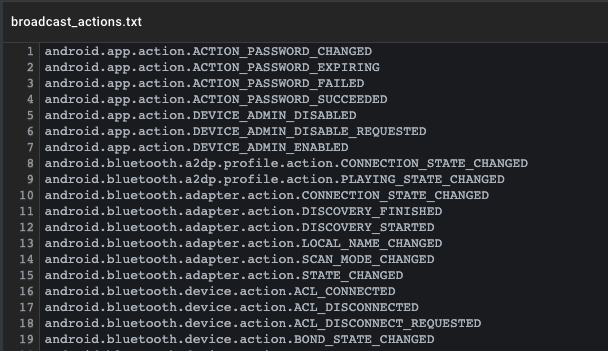 broadcast_actions.txt
1 android.app.action.ACTION_PASSWORD_CHANGED
2 android.app.action.ACTION_PASSWORD_EXPIRING
3 android.app.action.ACTION_PASSWORD_FAILED
4 android.app.action.ACTION_PASSWORD_SUCCEEDED
5 android.app.action.DEVICE_ADMIN_DISABLED
6 android.app.action.DEVICE_ADMIN_DISABLE_REQUESTED
7 android.app.action.DEVICE_ADMIN_ENABLED
8 android.bluetooth.a2dp.profile.action.CONNECTION_STATE_CHANGED
9 android.bluetooth.a2dp.profile.action.PLAYING_STATE_CHANGED
10 android.bluetooth.adapter.action.CONNECTION_STATE_CHANGED
11 android.bluetooth.adapter.action.DISCOVERY_FINISHED
12 android.bluetooth.adapter.action.DISCOVERY_STARTED
13 android.bluetooth.adapter.action.LOCAL_NAME_CHANGED
14 android.bluetooth.adapter.action.SCAN_MODE_CHANGED
15 android.bluetooth.adapter.action.STATE_CHANGED
16 android.bluetooth.device.action.ACL_CONNECTED
17 android.bluetooth.device.action.ACL_DISCONNECTED
18 android.bluetooth.device.action.ACL_DISCONNECT_REQUESTED
19 android.bluetooth.device.action.BOND_STATE_CHANGED